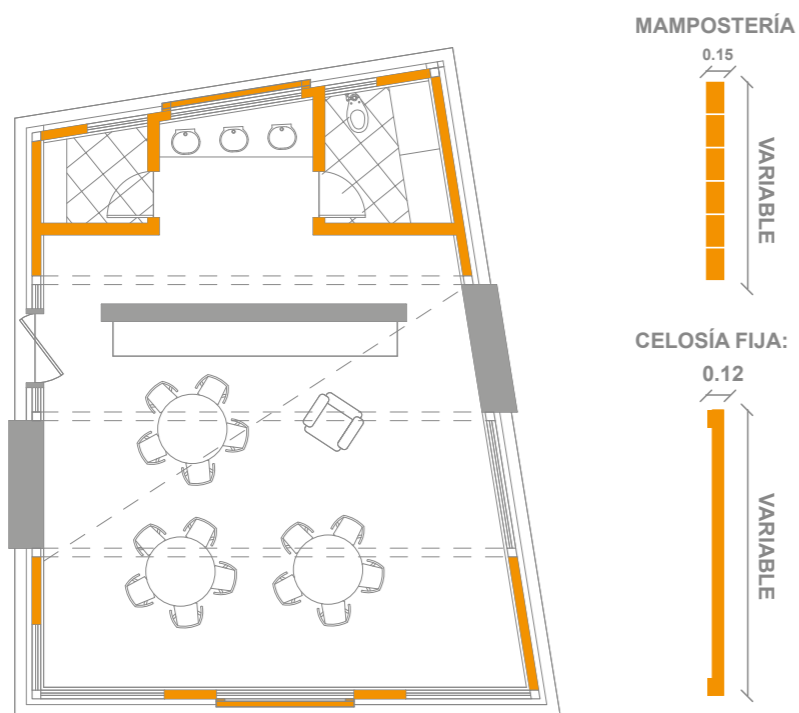 MAMPOSTERÍA
0.15
VARIABLE
CELOSÍA FIJA:
0.12
VARIABLE